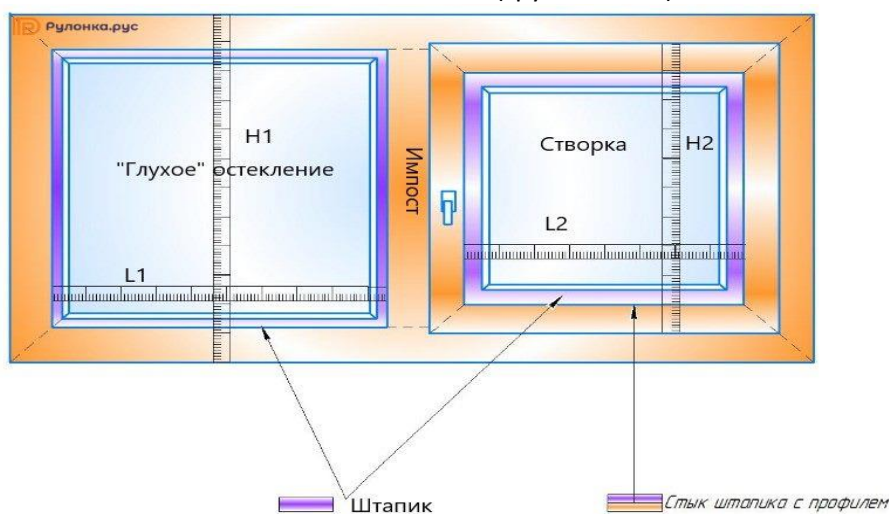 Рулонка.рус
H1
"Глухое" остекление
L1
Импост
Створка
H2
L2
Штапик
Стык штапика с профилем